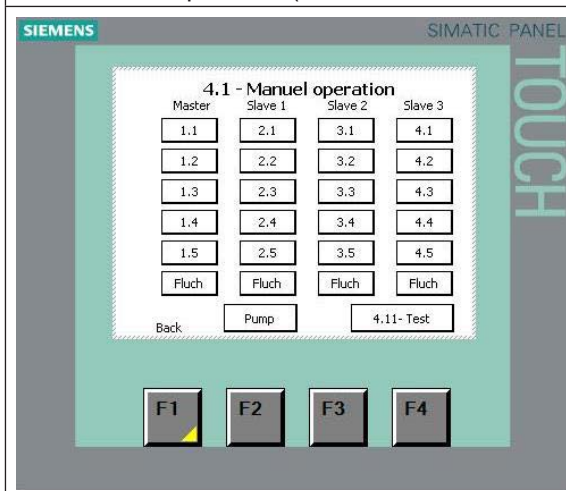 SIEMENS
SIMATIC PANEL
TOUCH
4.1 - Manuel operation
Master Slave 1 Slave 2 Slave 3
1.1 2.1 3.1 4.1
1.2 2.2 3.2 4.2
1.3 2.3 3.3 4.3
1.4 2.4 3.4 4.4
1.5 2.5 3.5 4.5
Fluch Fluch Fluch Fluch
Back Pump 4.11- Test
F1 F2 F3 F4